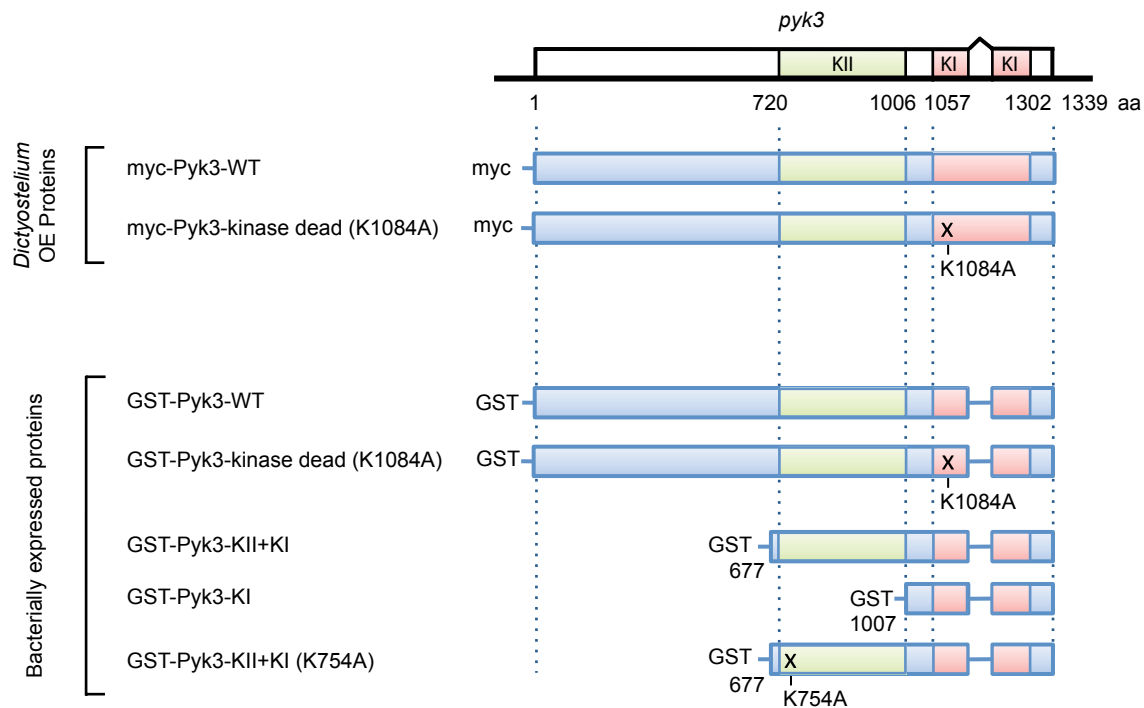 pyk3
KII KI KI
1 720 1006 1057 1302 1339 aa
Dictyostelium
OE Proteins
myc-Pyk3-WT myc
myc-Pyk3-kinase dead (K1084A) myc x
K1084A
Bacterially expressed proteins
GST-Pyk3-WT GST
GST-Pyk3-kinase dead (K1084A) GST x
K1084A
GST-Pyk3-KII+KI GST
677
GST-Pyk3-KI GST
1007
GST-Pyk3-KII+KI (K754A) GST x
677
K754A